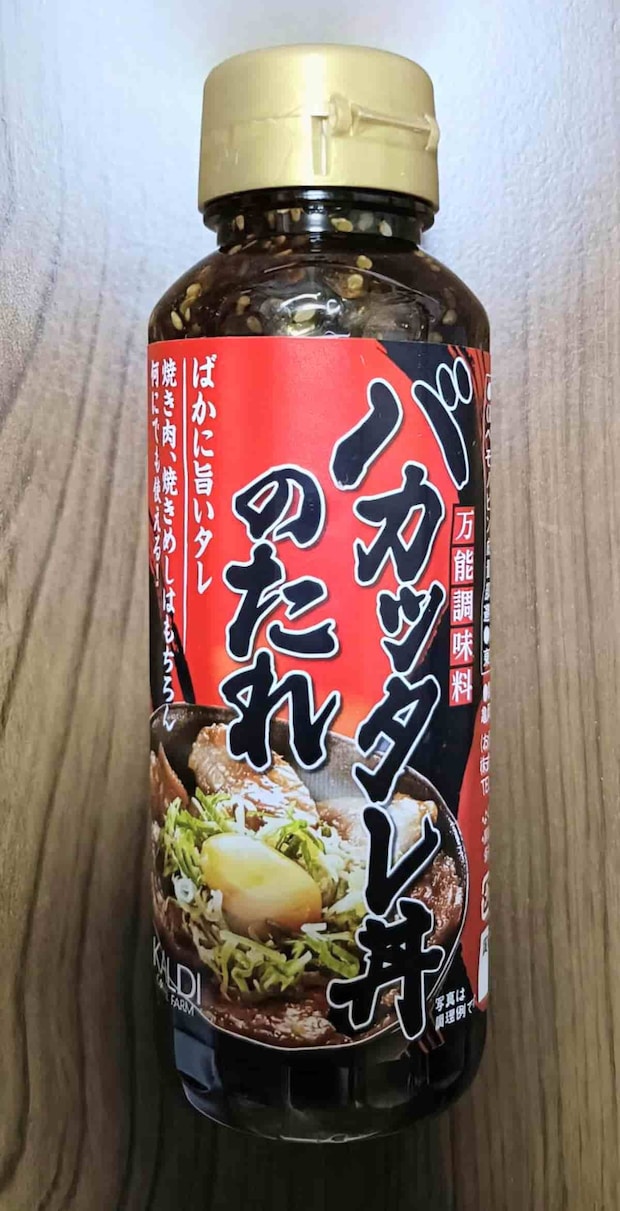 バカッタレ丼
のたれ
万能調味料
ばかに旨いタレ
焼き肉、焼きめしはもちろん
何にでも使える!
KALDI
FARM
写真は
調理例で